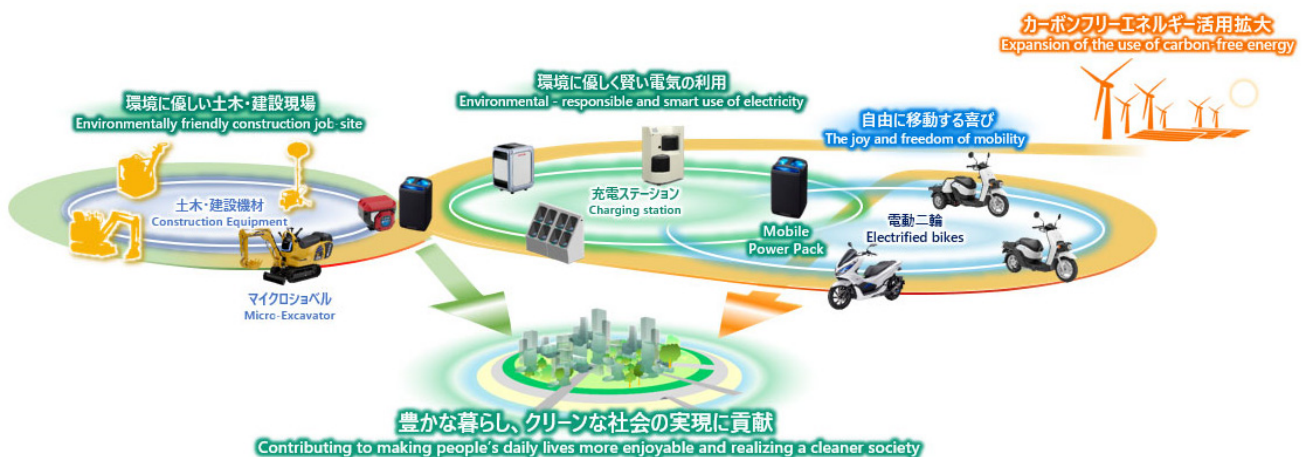 カーボンフリーエネルギー活用拡大
Expansion of the use of carbon-free energy
環境に優しく賢い電気の利用
Environmental - responsible and smart use of electricity
環境に優しい土木・建設現場
Environmentally friendly construction job-site
自由に移動する喜び
The joy and freedom of mobility
充電ステーション
Charging station
土木・建設機材
Construction Equipment
電動二輪
Electrified bikes
Mobile
Power Pack
マイクロショベル
Micro-Excavator
豊かな暮らし、クリーンな社会の実現に貢献
Contributing to making people's daily lives more enjoyable and realizing a cleaner society